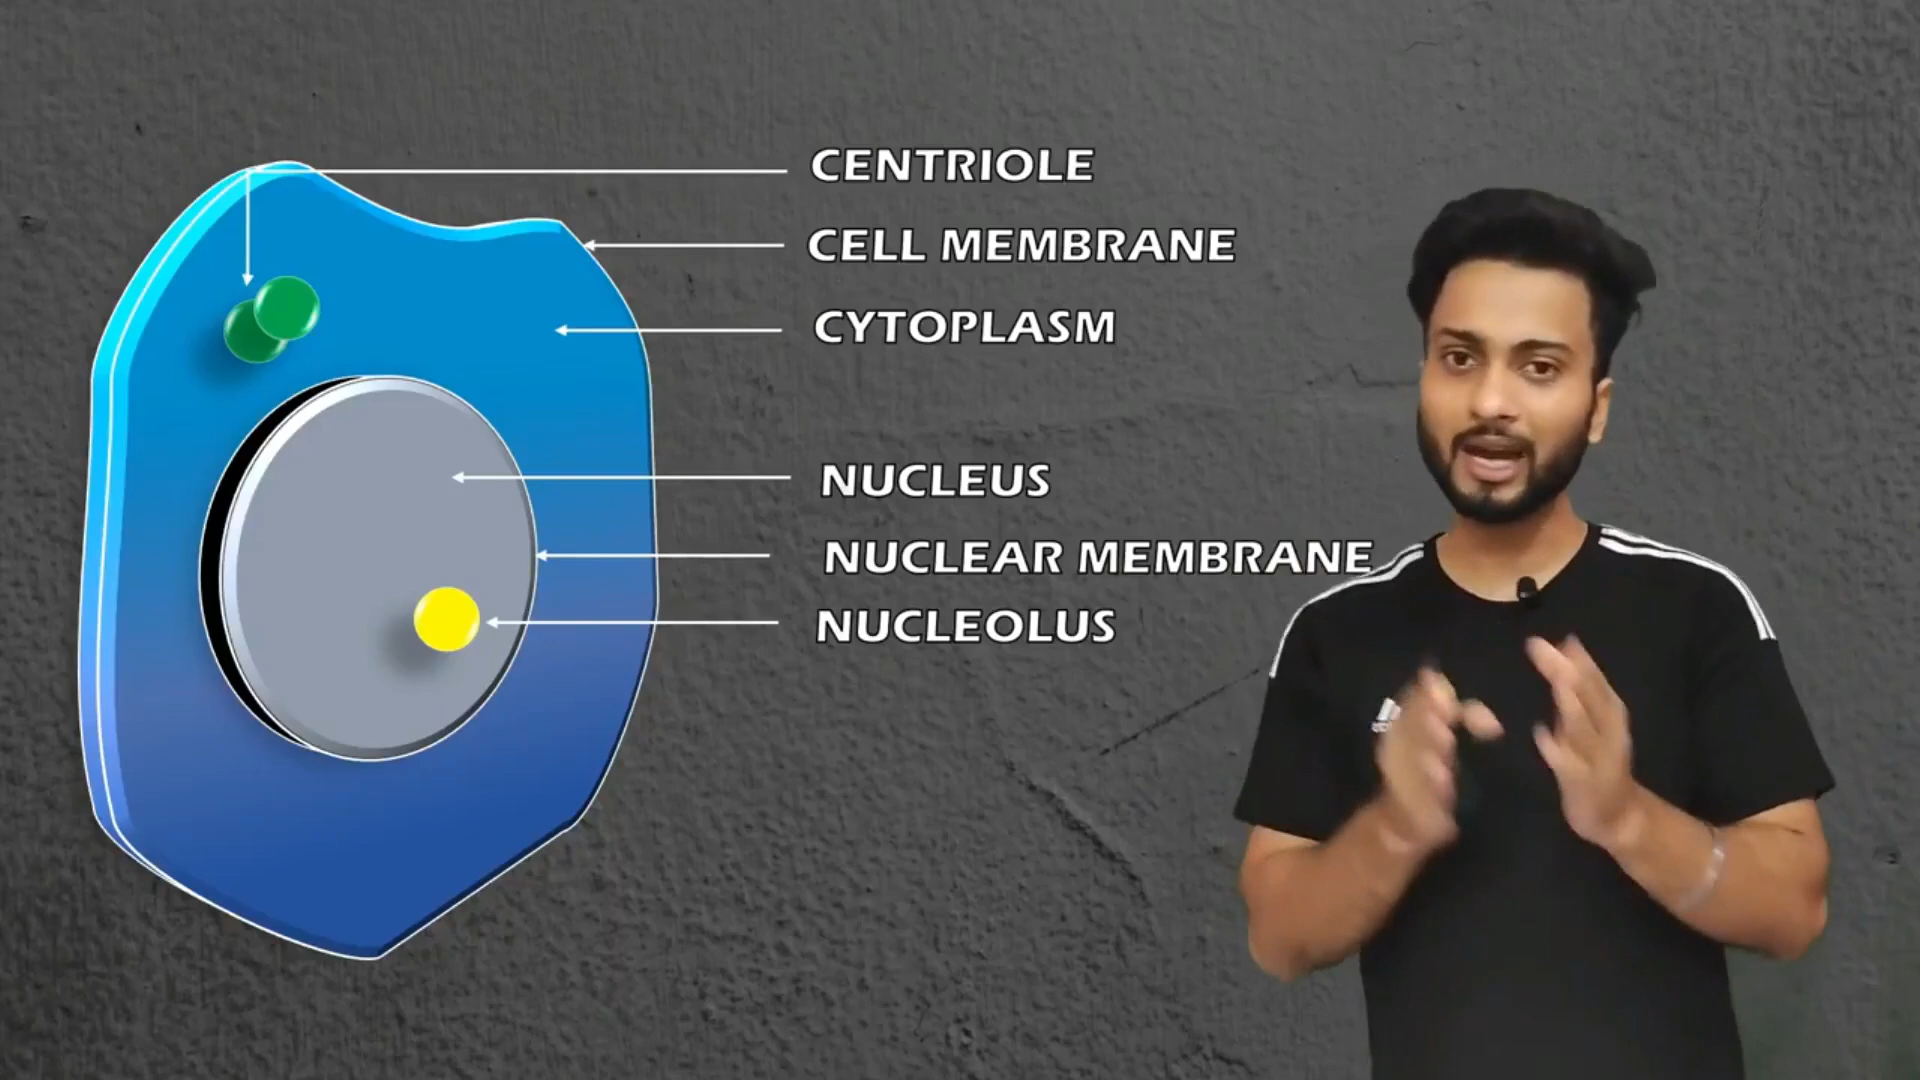 CENTRIOLE
CELL MEMBRANE
CYTOPLASM
NUCLEUS
NUCLEAR MEMBRANE
NUCLEOLUS